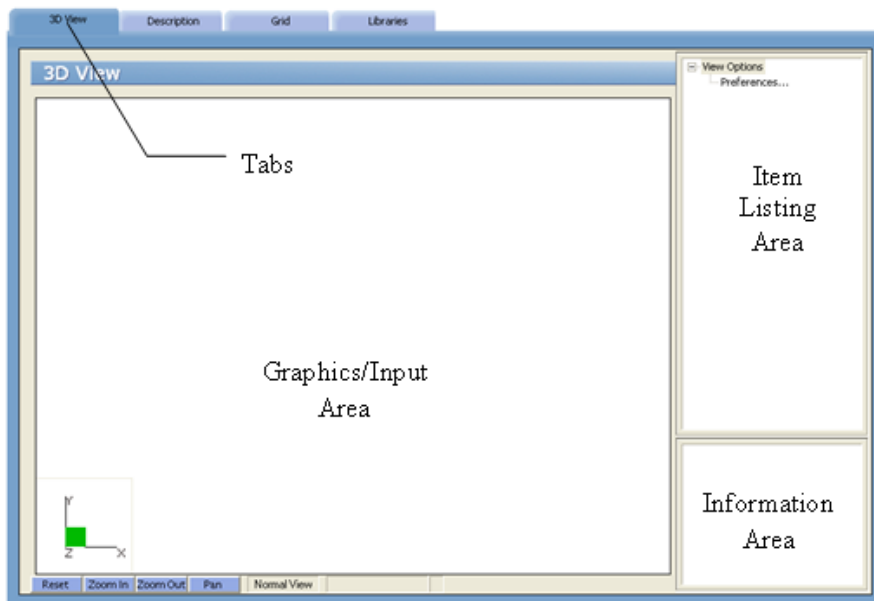 3D View
Description
Grid
Libraries
3D View
View Options
Preferences...
Tabs
Item
Listing
Area
Graphics/Input
Area
Information
Area
Y
Z
X
Reset
Zoom In
Zoom Out
Pan
Normal View